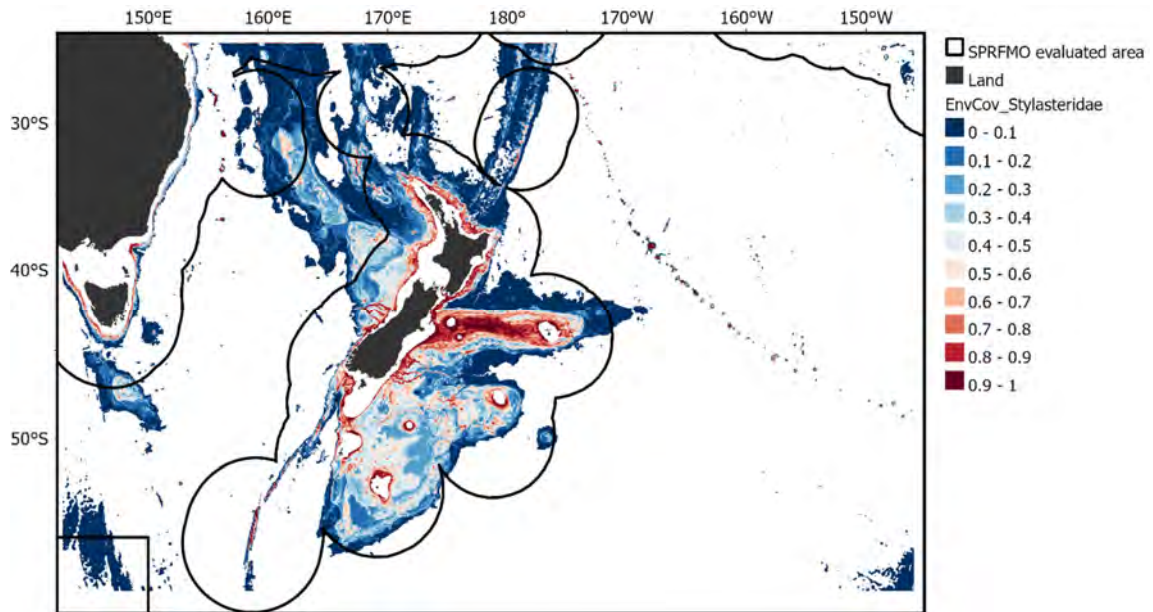 150°E 160°E 170°E 180° 170°W 160°W 150°W
30°S
40°S
50°S
SPRFMO evaluated area
Land
EnvCov_Stylasteridae
0 - 0.1
0.1 - 0.2
0.2 - 0.3
0.3 - 0.4
0.4 - 0.5
0.5 - 0.6
0.6 - 0.7
0.7 - 0.8
0.8 - 0.9
0.9 - 1